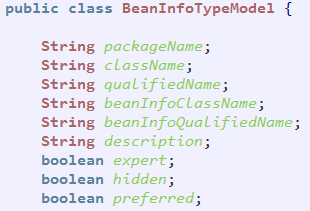 public class BeanInfoTypeModel {
String packageName;
String className;
String qualifiedName;
String beanInfoClassName;
String beanInfoQualifiedName;
String description;
boolean expert;
boolean hidden;
boolean preferred;